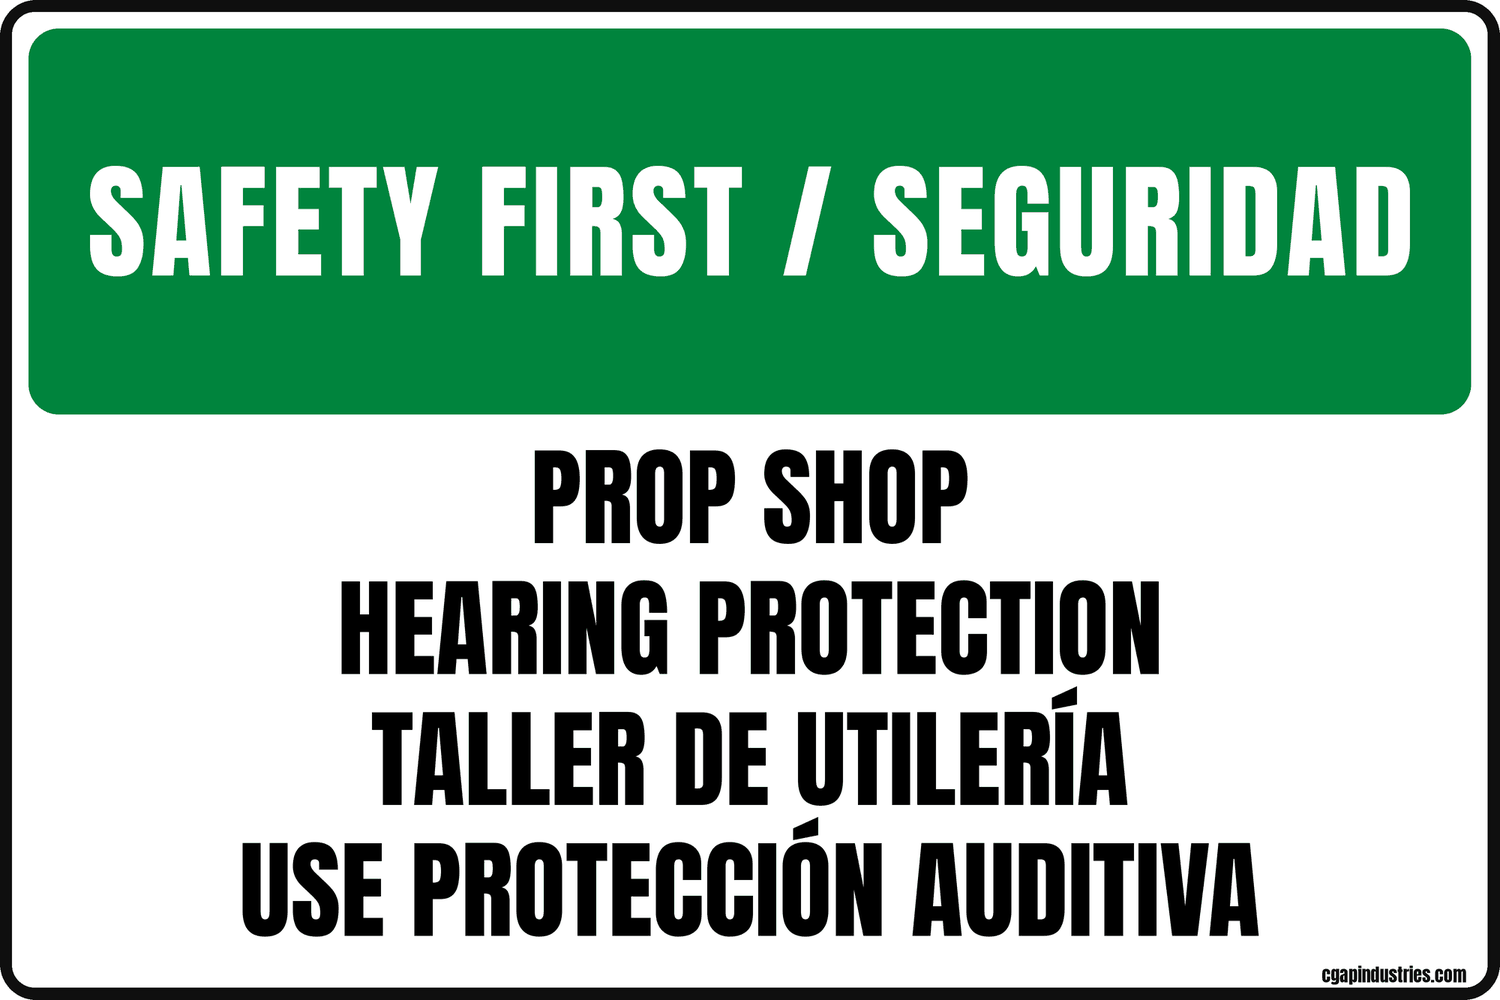 SAFETY FIRST / SEGURIDAD
PROP SHOP
HEARING PROTECTION
TALLER DE UTILERÍA
USE PROTECCIÓN AUDITIVA
cgapindustries.com